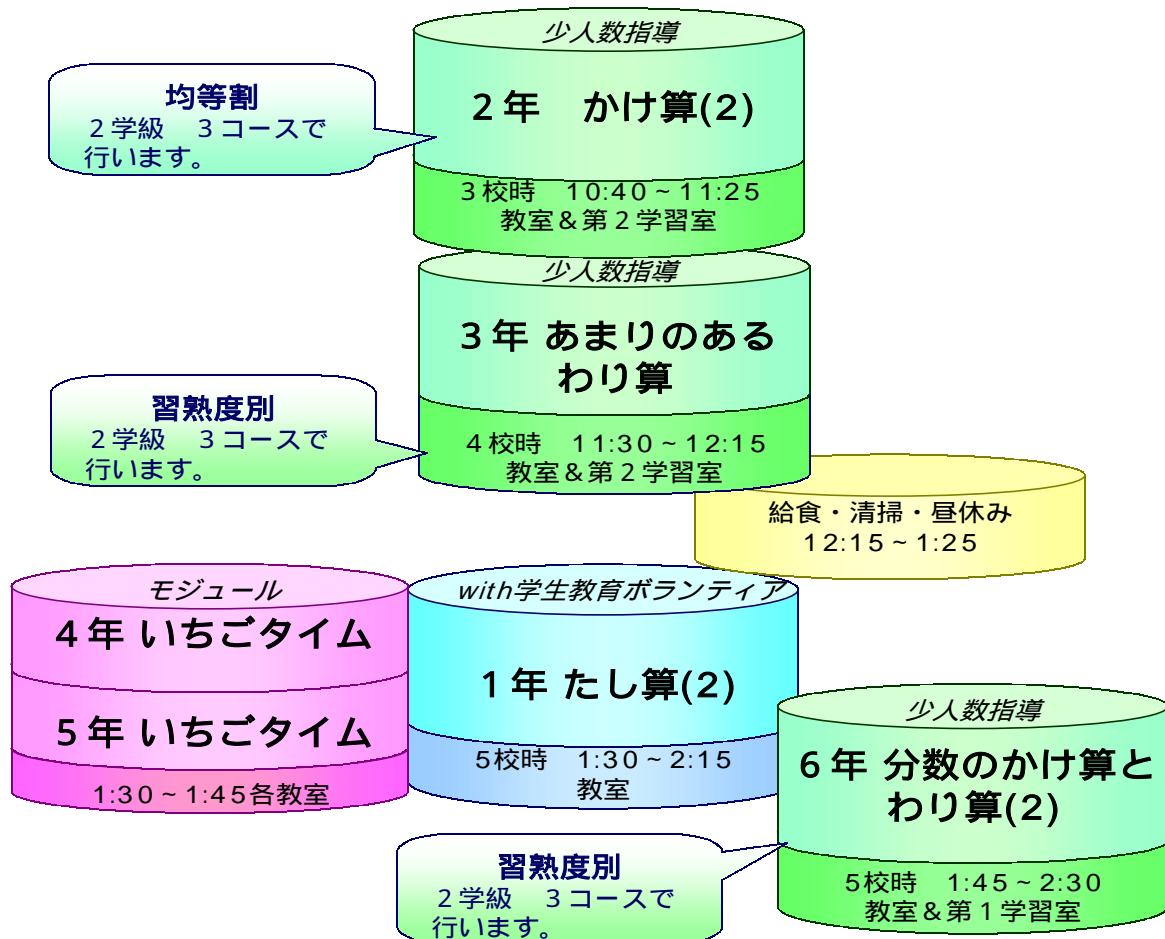 少人数指導
均等割
２学級　３コースで
行います。
２年　かけ算(2)
３校時　10:40～11:25
教室＆第２学習室
少人数指導
３年 あまりのある
わり算
習熟度別
２学級　３コースで
行います。
４校時　11:30～12:15
教室＆第２学習室
給食・清掃・昼休み
12:15～1:25
モジュール
４年 いちごタイム
５年 いちごタイム
1:30～1:45各教室
with学生教育ボランティア
１年 たし算(2)
5校時　1:30～2:15
教室
少人数指導
６年 分数のかけ算と
わり算(2)
5校時　1:45～2:30
教室＆第１学習室
習熟度別
２学級　３コースで
行います。